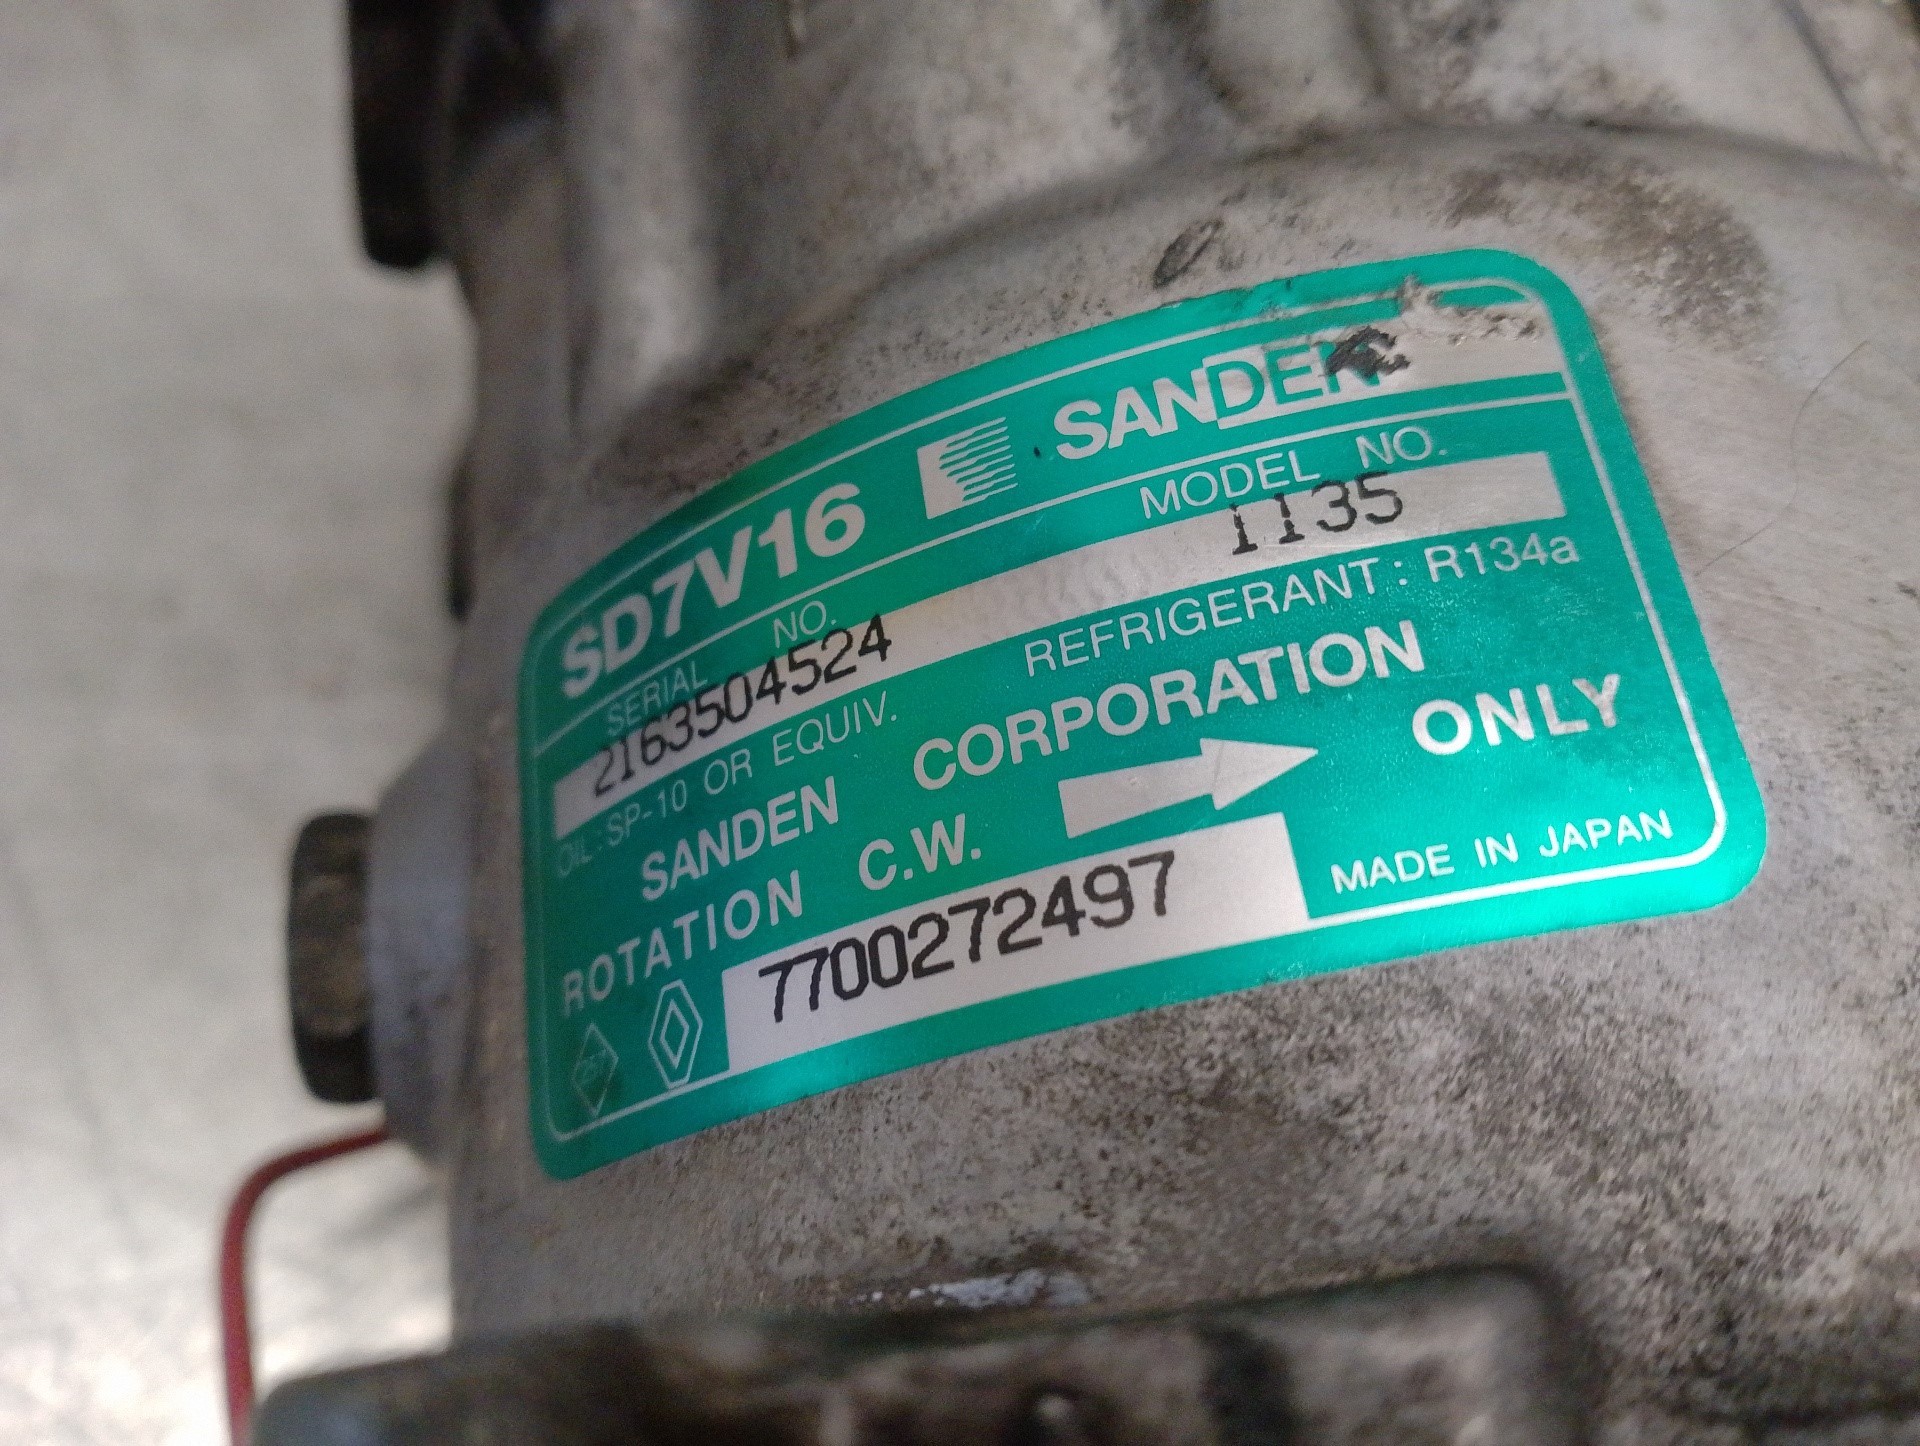 SD7V16 SANDEN
SERIAL NO. MODEL NO.
21635504524 1135
OIL: SP-10 OR EQUIV. REFRIGERANT: R134a
SANDEN CORPORATION
ROTATION C.W. ONLY
7700272497 MADE IN JAPAN